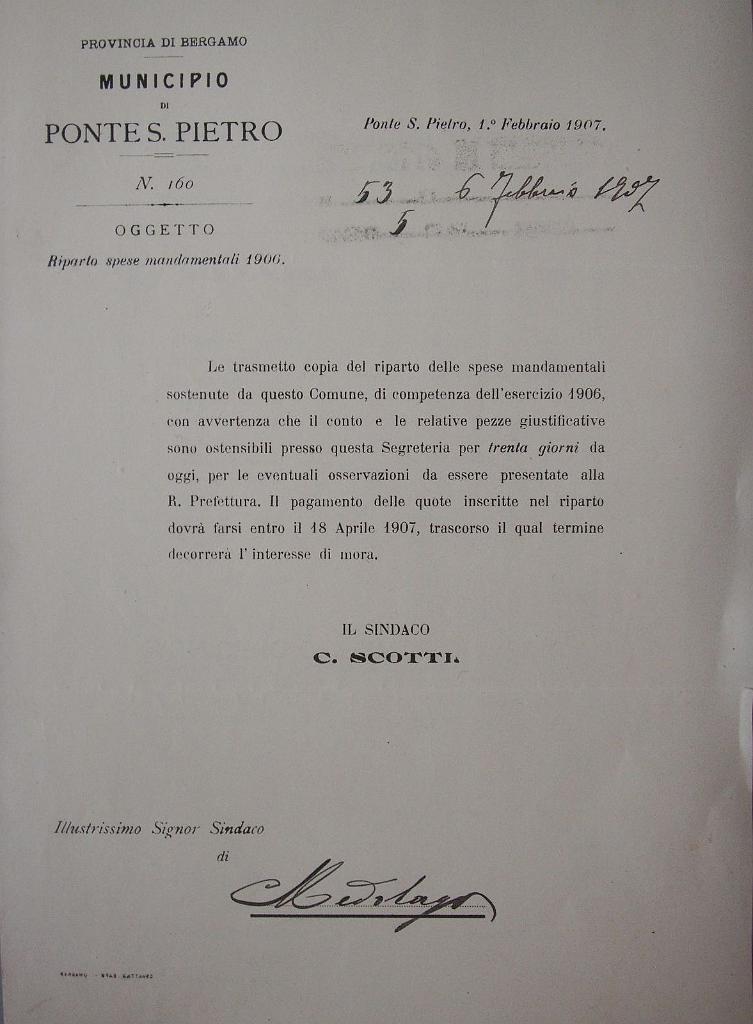 PROVINCIA DI BERGAMO
MUNICIPIO
DI
PONTE S. PIETRO
N. 160
OGGETTO
Riparto spese mandamentali 1906.
Ponte S. Pietro, 1.º Febbraio 1907.
53 6 Febbraio 1907
5
Le trasmetto copia del riparto delle spese mandamentali
sostenute da questo Comune, di competenza dell'esercizio 1906,
con avvertenza che il conto e le relative pezze giustificative
sono ostensibili presso questa Segreteria per trenta giorni da
oggi, per le eventuali osservazioni da essere presentate alla
R. Prefettura. Il pagamento delle quote inscritte nel riparto
dovrà farsi entro il 18 Aprile 1907, trascorso il qual termine
decorrerà l'interesse di mora.
IL SINDACO
C. SCOTTI.
Illustrissimo Signor Sindaco
di
Medolago
BERGAMO - STAB. CATTANEO